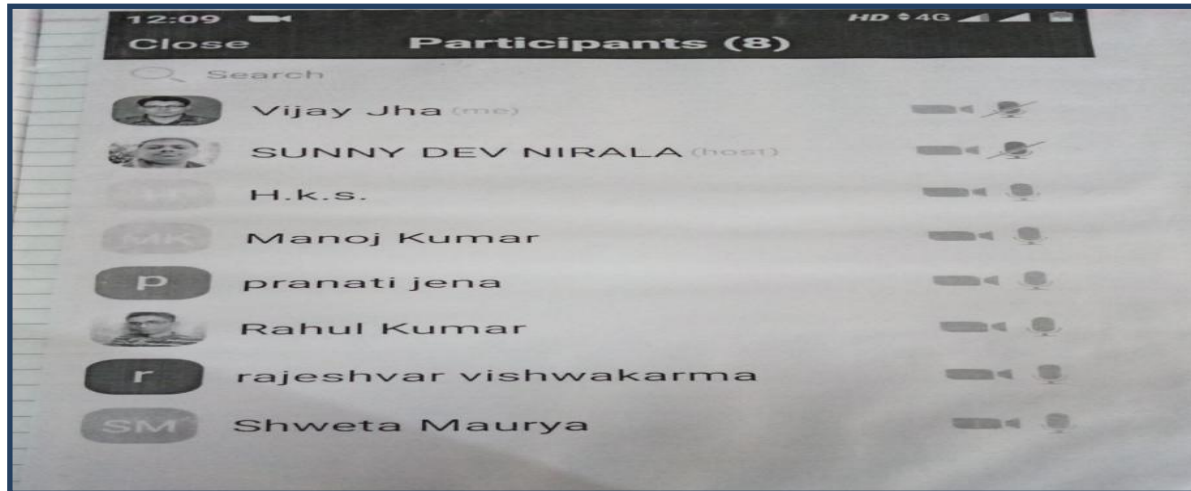 12:09 HD 4G
Close Participants (8)
Search
Vijay Jha (me)
SUNNY DEV NIRALA (host)
H.k.s.
MK Manoj Kumar
p pranati jena
Rahul Kumar
r rajeshvar vishwakarma
SM Shweta Maurya